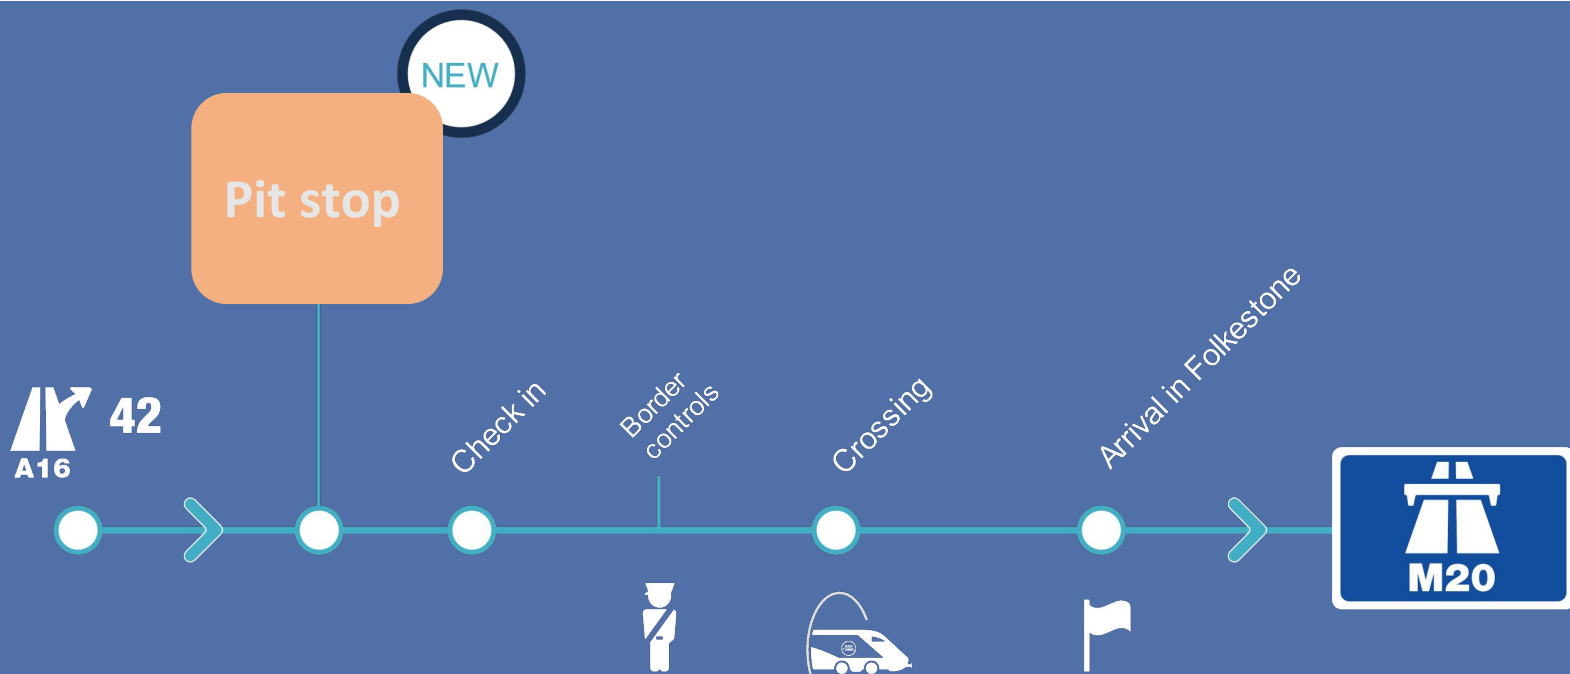 NEW
Pit stop
42
A16
Check in
Border
controls
Crossing
Arrival in Folkestone
M20